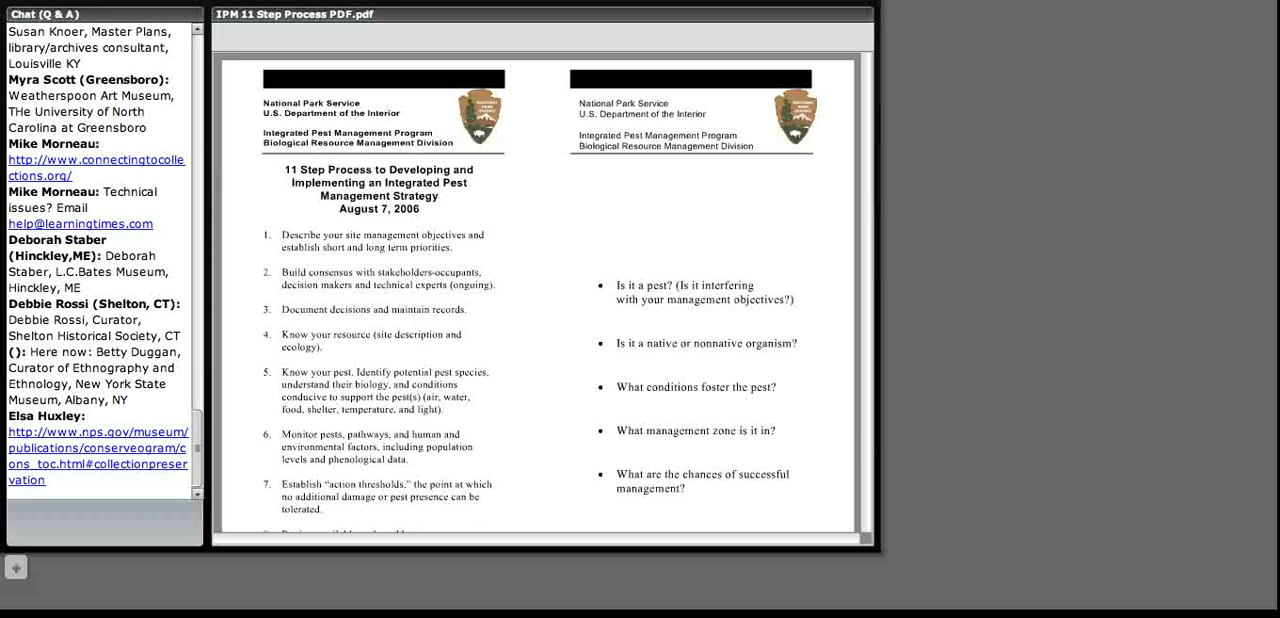 Chat (Q & A)
Susan Knoer, Master Plans,
library/archives consultant,
Louisville KY
Myra Scott (Greensboro):
Weatherspoon Art Museum,
THe University of North
Carolina at Greensboro
Mike Morneau:
http://www.connectingtocolle
ctions.org/
Mike Morneau: Technical
issues? Email
help@learningtimes.com
Deborah Staber
(Hinckley,ME): Deborah
Staber, L.C.Bates Museum,
Hinckley, ME
Debbie Rossi (Shelton, CT):
Debbie Rossi, Curator,
Shelton Historical Society, CT
(): Here now: Betty Duggan,
Curator of Ethnography and
Ethnology, New York State
Museum, Albany, NY
Elsa Huxley:
http://www.nps.gov/museum/
publications/conserveogram/c
ons_toc.html#collectionpreser
vation
IPM 11 Step Process PDF.pdf
National Park Service
U.S. Department of the Interior
Integrated Pest Management Program
Biological Resource Management Division
11 Step Process to Developing and
Implementing an Integrated Pest
Management Strategy
August 7, 2006
1. Describe your site management objectives and
establish short and long term priorities.
2. Build consensus with stakeholders-occupants,
decision makers and technical experts (ongoing).
3. Document decisions and maintain records.
4. Know your resource (site description and
ecology).
5. Know your pest. Identify potential pest species,
understand their biology, and conditions
conducive to support the pest(s) (air, water,
food, shelter, temperature, and light).
6. Monitor pests, pathways, and human and
environmental factors, including population
levels and phenological data.
7. Establish “action thresholds,” the point at which
no additional damage or pest presence can be
tolerated.
National Park Service
U.S. Department of the Interior
Integrated Pest Management Program
Biological Resource Management Division
• Is it a pest? (Is it interfering
with your management objectives?)
• Is it a native or nonnative organism?
• What conditions foster the pest?
• What management zone is it in?
• What are the chances of successful
management?